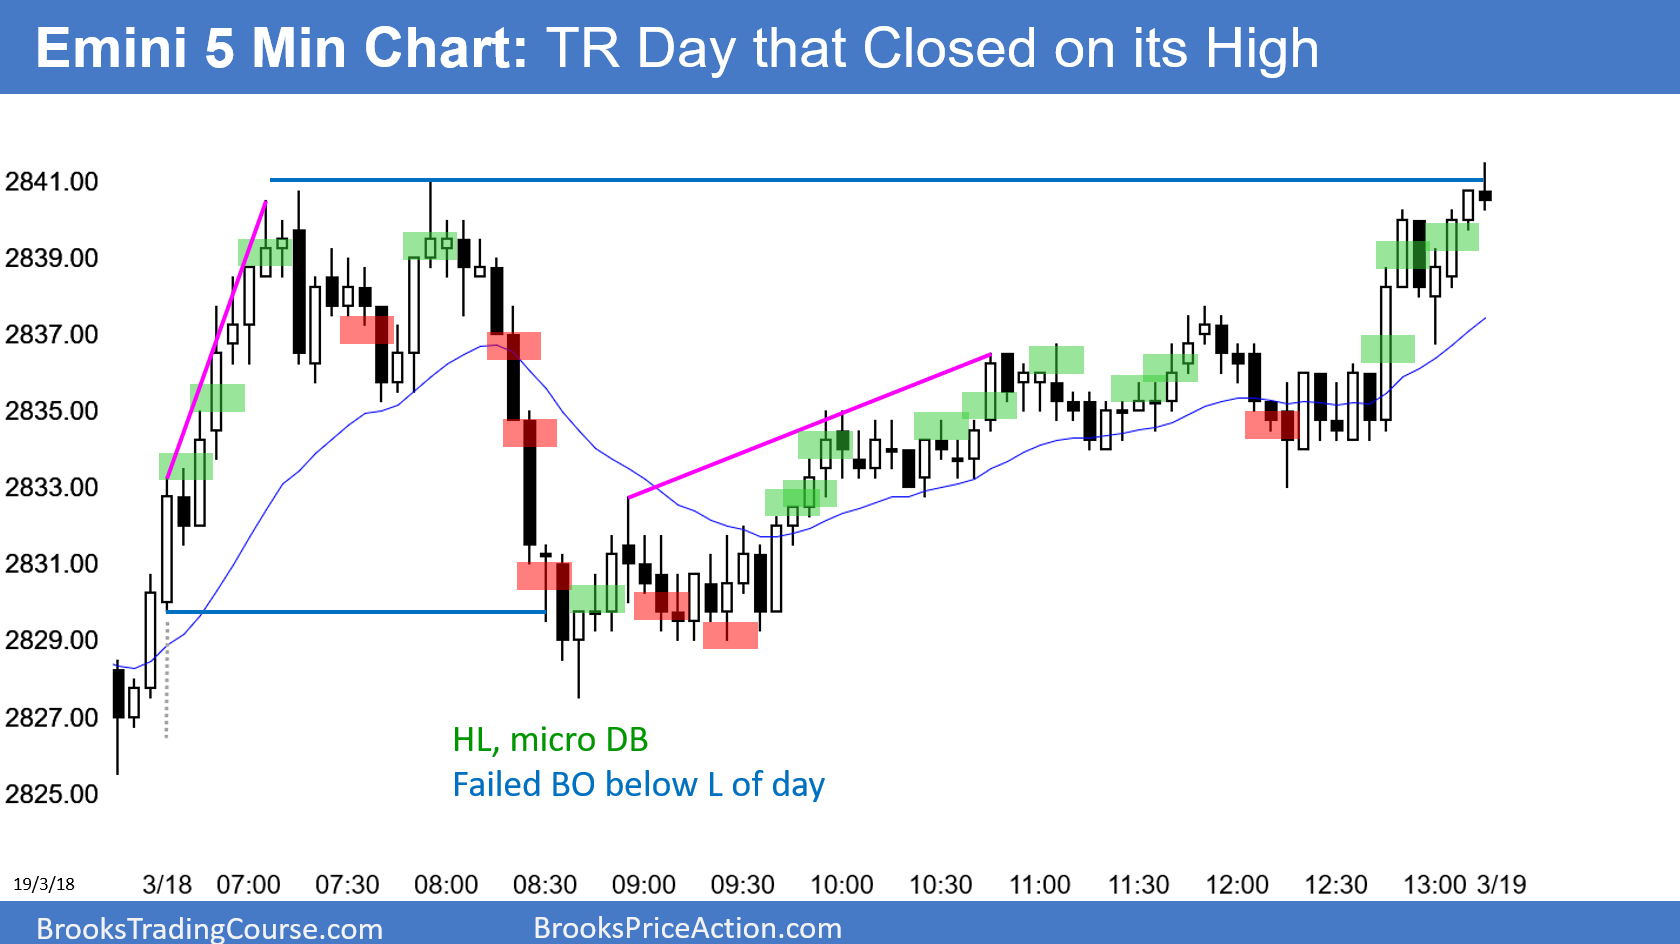 Emini 5 Min Chart: TR Day that Closed on its High
2841.00
2839.00
2837.00
2835.00
2833.00
2831.00
2829.00
2827.00
2825.00
HL, micro DB
Failed BO below L of day
19/3/18 3/18 07:00 07:30 08:00 08:30 09:00 09:30 10:00 10:30 11:00 11:30 12:00 12:30 13:00 3/19
BrooksTradingCourse.com BrooksPriceAction.com